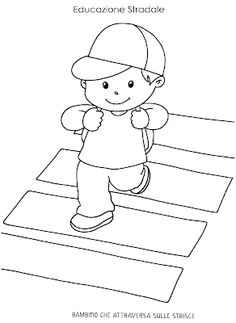 Educazione Stradale
BAMBINO CHE ATTRAVERSA SULLE STRISCE